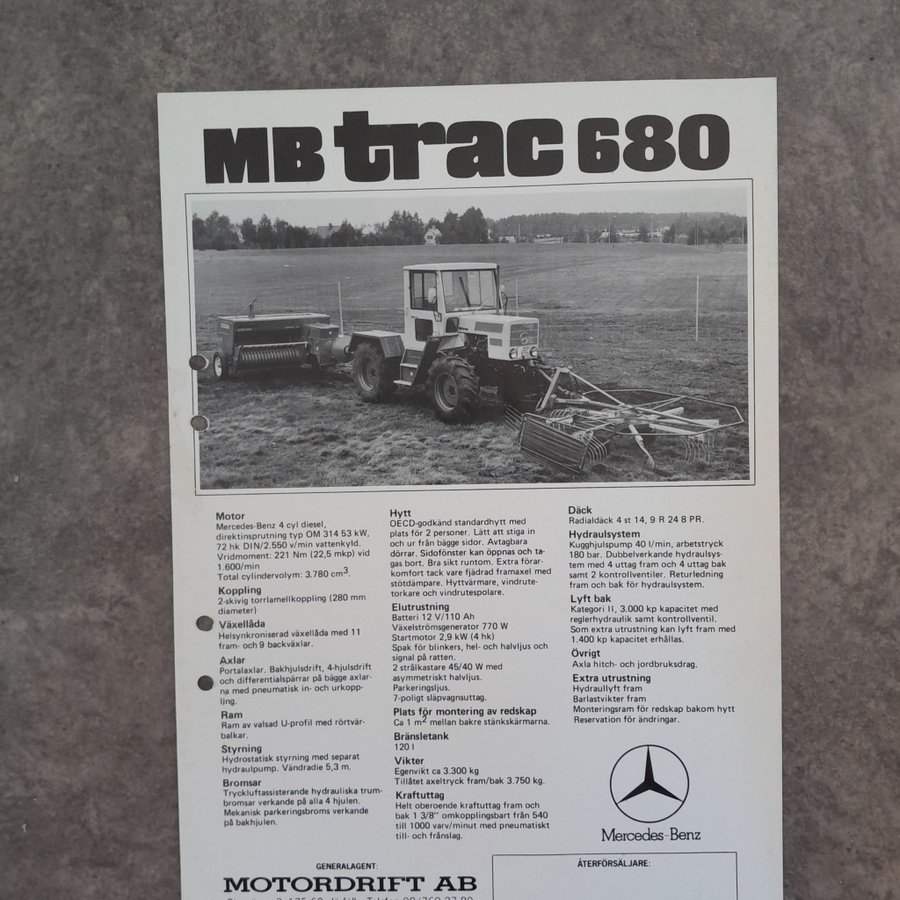 MB trac 680
Motor
Mercedes-Benz 4 cyl diesel,
direktinsprutning typ OM 314 53 kW,
72 hk DIN/2.550 v/min vattenkyld.
Vridmoment: 221 Nm (22,5 mkp) vid
1.600/min
Total cylindervolym: 3.780 cm³.
Koppling
2-skivig torrlamellkoppling (280 mm
diameter)
Växellåda
Helsynkroniserad växellåda med 11
fram- och 9 backväxlar.
Axlar
Portalaxlar. Bakhjulsdrift, 4-hjulsdrift
och differentialspärrar på bägge axlar-
na med pneumatisk in- och urkopp-
ling.
Ram
Ram av valsad U-profil med rörtvär-
balkar.
Styrning
Hydrostatisk styrning med separat
hydraulpump. Vändradie 5,3 m.
Bromsar
Tryckluftassisterande hydrauliska trum-
bromsar verkande på alla 4 hjulen.
Mekanisk parkeringsbroms verkande
på bakhjulen.
Hytt
OECD-godkänd standardhytt med
plats för 2 personer. Lätt att stiga in
och ur från bägge sidor. Avtagbara
dörrar. Sidofönster kan öppnas och ta-
gas bort. Bra sikt runtom. Extra förar-
komfort tack vare fjädrad framaxel med
stötdämpare. Hyttvärmare, vindrute-
torkare och vindrutespolare.
Elutrustning
Batteri 12 V/110 Ah
Växelströmsgenerator 770 W
Startmotor 2,9 kW (4 hk)
Spak för blinkers, hel- och halvljus och
signal på ratten.
2 strålkastare 45/40 W med
asymmetriskt halvljus.
Parkeringsljus.
7-poligt släpvagnsuttag.
Plats för montering av redskap
Ca 1 m² mellan bakre stänkskärmarna.
Bränsletank
120 l
Vikter
Egenvikt ca 3.300 kg
Tillåtet axeltryck fram/bak 3.750 kg.
Kraftuttag
Helt oberoende kraftuttag fram och
bak 1 3/8" omkopplingsbart från 540
till 1000 varv/minut med pneumatiskt
till- och frånslag.
Däck
Radialdäck 4 st 14, 9 R 24 8 PR.
Hydraulsystem
Kugghjulspump 40 l/min, arbetstryck
180 bar. Dubbelverkande hydraulsys-
tem med 4 uttag fram och 4 uttag bak
samt 2 kontrollventiler. Returledning
fram och bak för hydraulsystem.
Lyft bak
Kategori II, 3.000 kp kapacitet med
reglerhydraulik samt kontrollventil.
Som extra utrustning kan lyft fram med
1.400 kp kapacitet erhållas.
Övrigt
Axla hitch- och jordbruksdrag.
Extra utrustning
Hydraullyft fram
Barlastvikter fram
Monteringsram för redskap bakom hytt
Reservation för ändringar.
Mercedes-Benz
GENERALAGENT:
MOTORDRIFT AB
ÅTERFÖRSÄLJARE: